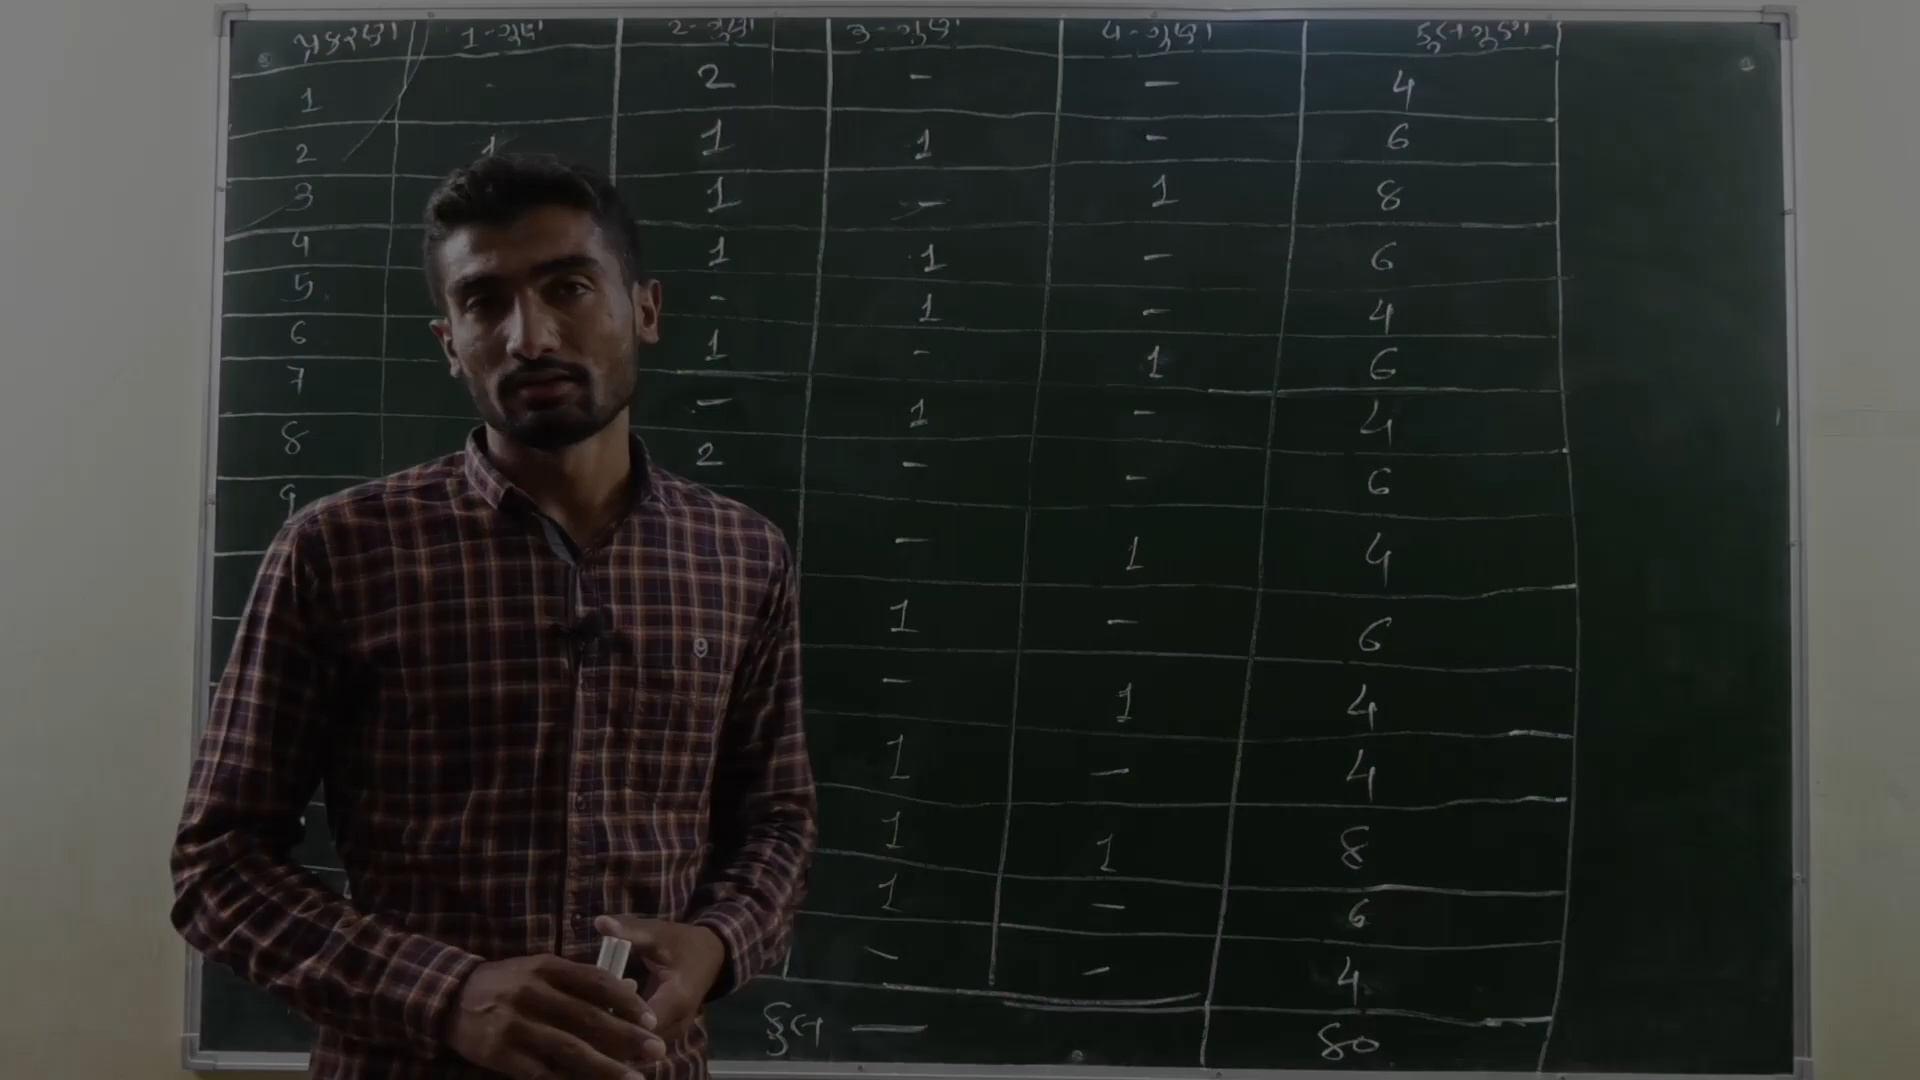 પ્રકરણ 1-ગુણ 2-ગુણ 3-ગુણ 4-ગુણ કુલ ગુણ
1 - 2 - - 4
2 1 1 1 - 6
3 1 - 1 8
4 1 1 - 6
5 - 1 - 4
6 1 - 1 6
7 - 1 - 4
8 2 - - 6
9 - 1 4
1 - 6
- 1 4
1 - 4
1 1 8
1 - 6
- - 4
કુલ — 80